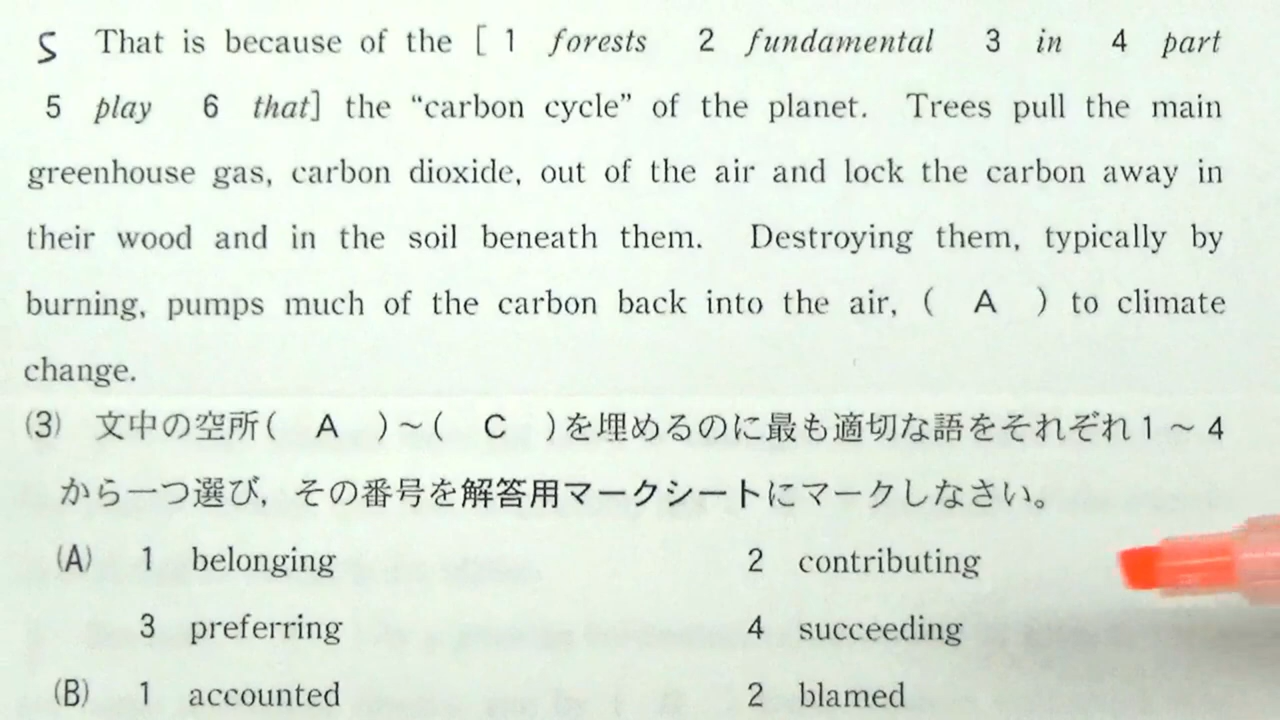 5 That is because of the [ 1 forests 2 fundamental 3 in 4 part
5 play 6 that] the “carbon cycle” of the planet. Trees pull the main
greenhouse gas, carbon dioxide, out of the air and lock the carbon away in
their wood and in the soil beneath them. Destroying them, typically by
burning, pumps much of the carbon back into the air, ( A ) to climate
change.
(3) 文中の空所( A )～( C )を埋めるのに最も適切な語をそれぞれ1～4
から一つ選び，その番号を解答用マークシートにマークしなさい。
(A) 1 belonging 2 contributing
3 preferring 4 succeeding
(B) 1 accounted 2 blamed